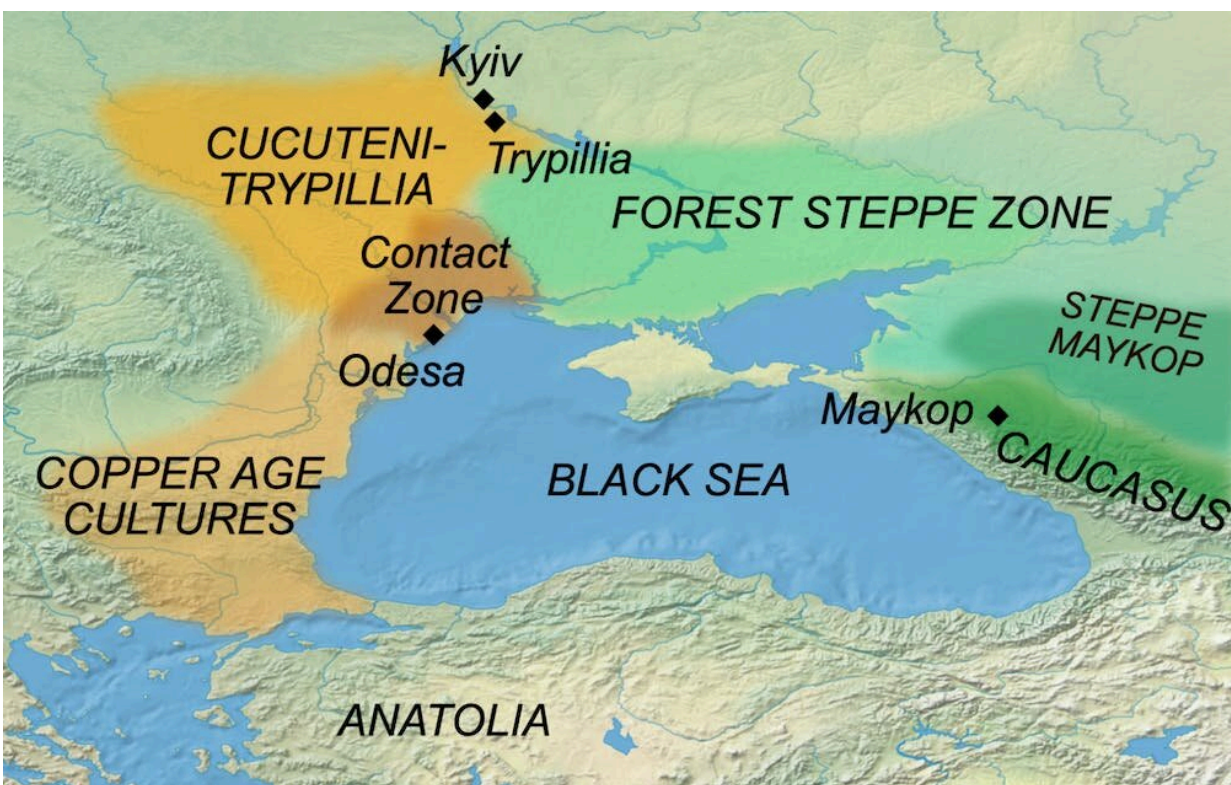 Kyiv
CUCUTENI-
TRYPILLIA
Trypillia
FOREST STEPPE ZONE
Contact
Zone
Odesa
STEPPE
MAYKOP
Maykop
CAUCASUS
COPPER AGE
CULTURES
BLACK SEA
ANATOLIA